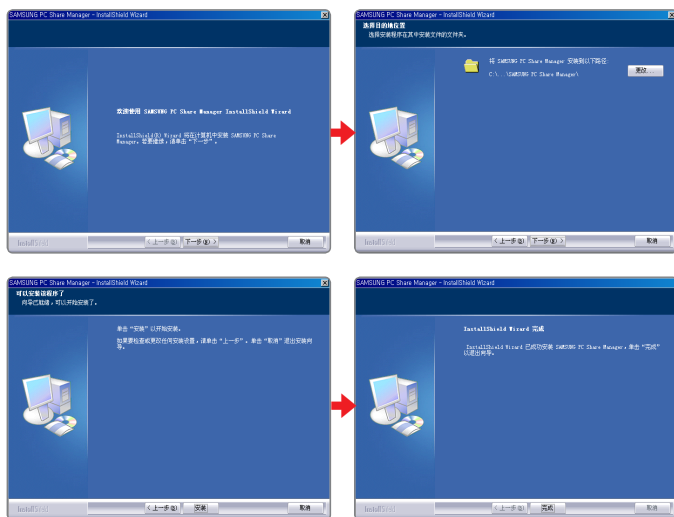 SAMSUNG PC Share Manager - InstallShield Wizard
欢迎使用 SAMSUNG PC Share Manager InstallShield Wizard
InstallShield(R) Wizard 将在计算机中安装 SAMSUNG PC Share
Manager。若要继续，请单击“下一步”。
InstallShield
< 上一步(B)
下一步(N) >
取消
SAMSUNG PC Share Manager - InstallShield Wizard
选择目的地位置
选择安装程序在其中安装文件的文件夹。
将 SAMSUNG PC Share Manager 安装到以下路径:
C:\...\SAMSUNG PC Share Manager\
更改...
InstallShield
< 上一步(B)
下一步(N) >
取消
SAMSUNG PC Share Manager - InstallShield Wizard
可以安装该程序了
向导已就绪，可以开始安装了。
单击“安装”以开始安装。
如果要检查或更改任何安装设置，请单击“上一步”。单击“取消”退出安装向
导。
InstallShield
< 上一步(B)
安装
取消
SAMSUNG PC Share Manager - InstallShield Wizard
InstallShield Wizard 完成
InstallShield Wizard 已成功安装 SAMSUNG PC Share Manager，单击“完成”
以退出向导。
InstallShield
< 上一步(B)
完成
取消